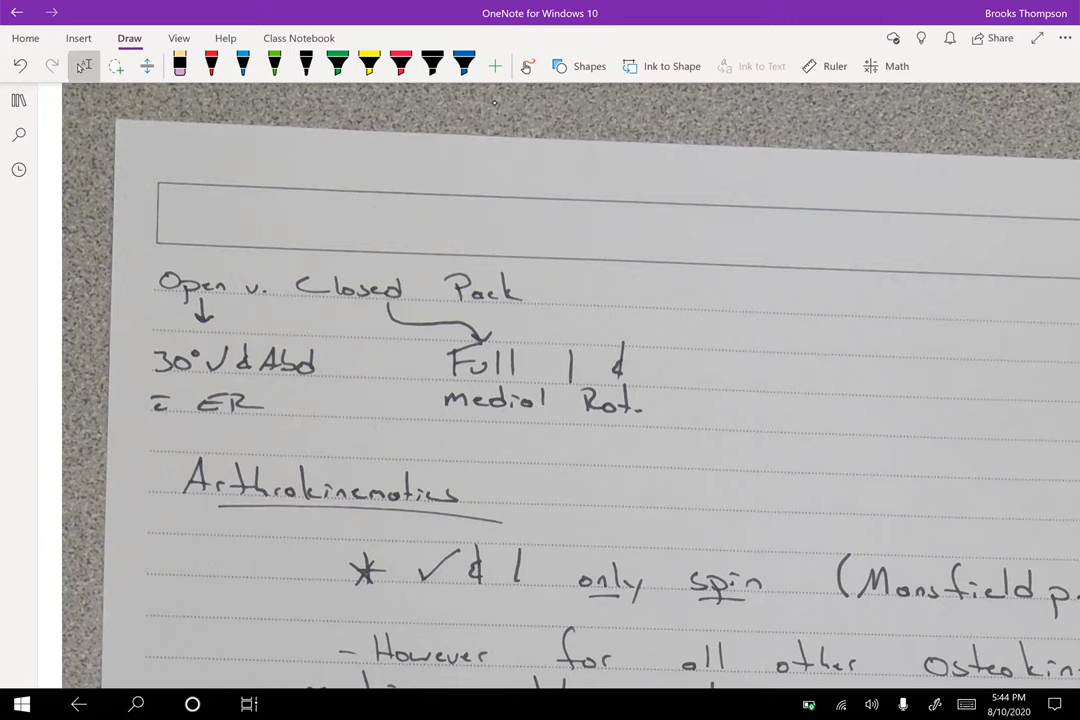 OneNote for Windows 10
Brooks Thompson
Home Insert Draw View Help Class Notebook
Share
Shapes Ink to Shape Ink to Text Ruler Math
Open v. Closed Pack
30° ✓ & Abd
c̄ ER
Full | &
medial Rot.
Arthrokinematics
* ✓ & | only spin (Mansfield p.
- However for all other Osteokin
5:44 PM
8/10/2020